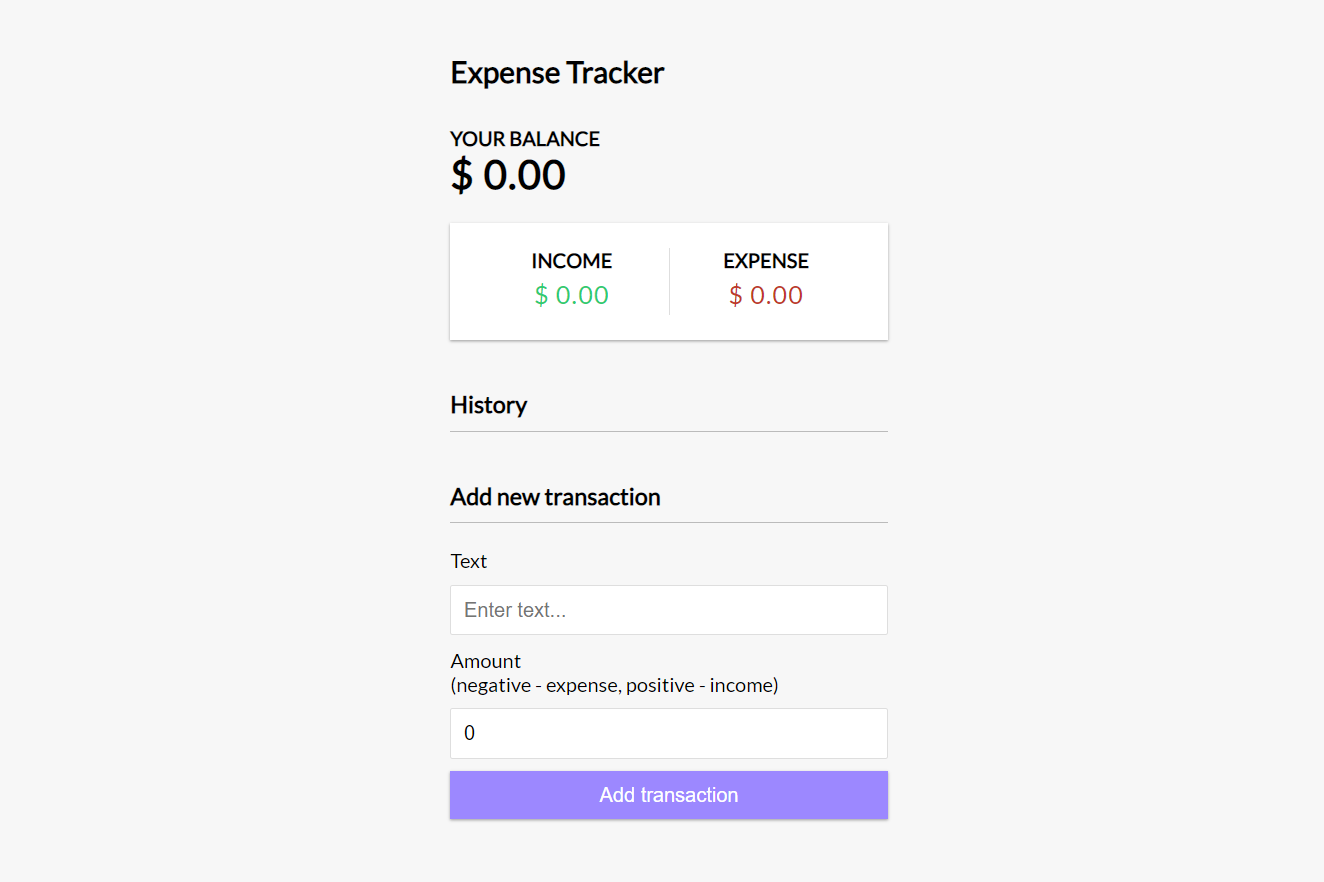 Expense Tracker
YOUR BALANCE
$ 0.00
INCOME
EXPENSE
$ 0.00
$ 0.00
History
Add new transaction
Text
Enter text...
Amount
(negative - expense, positive - income)
0
Add transaction